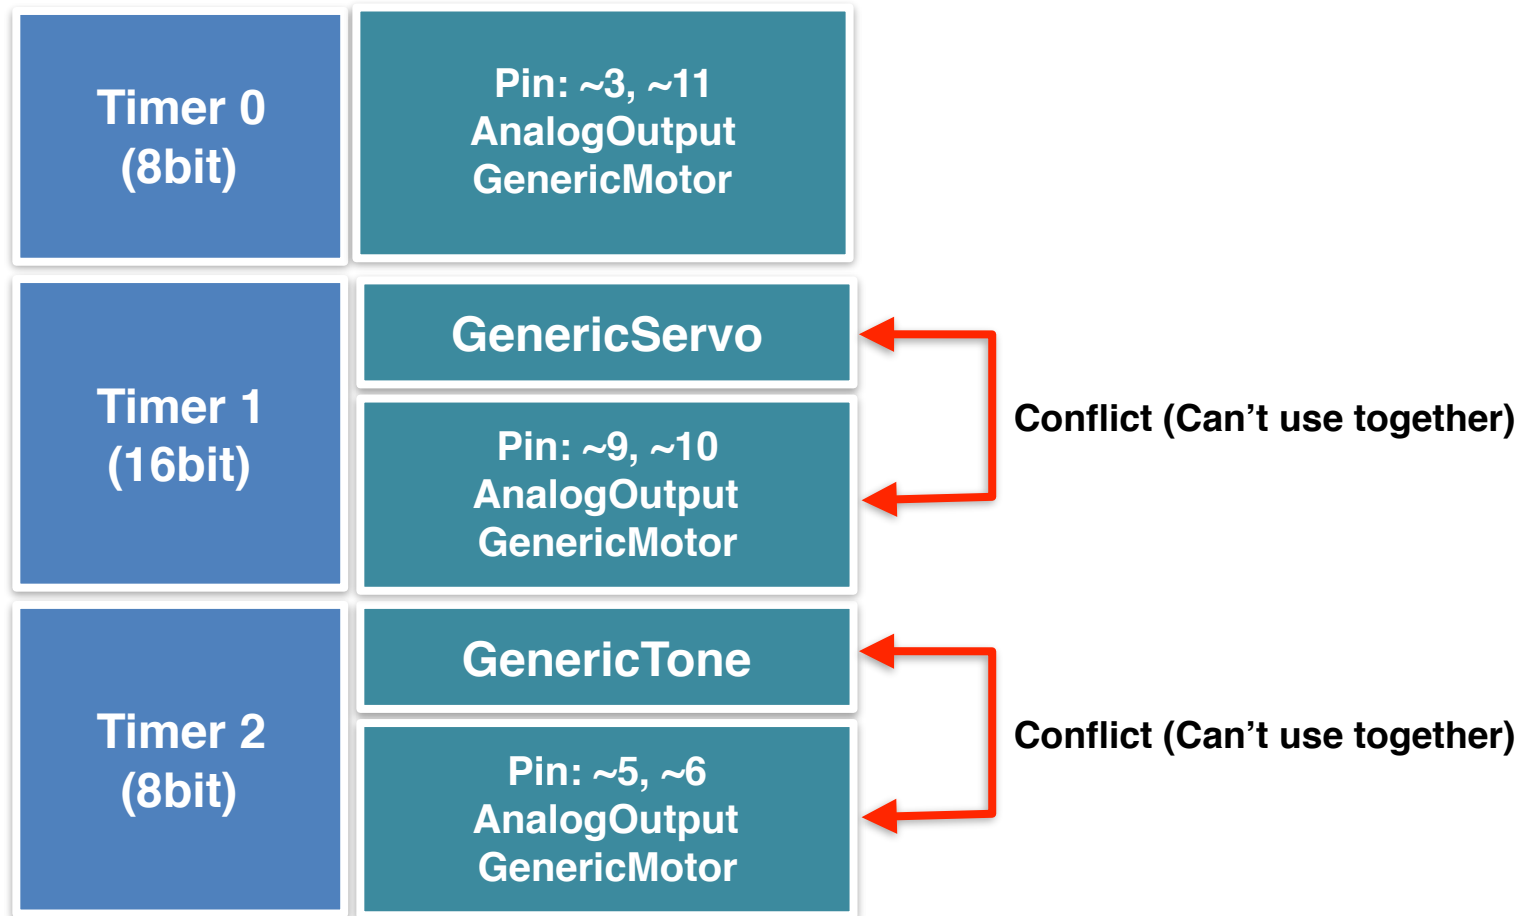 Timer 0
(8bit)
Pin: ~3, ~11
AnalogOutput
GenericMotor
Timer 1
(16bit)
GenericServo
Pin: ~9, ~10
AnalogOutput
GenericMotor
Conflict (Can’t use together)
Timer 2
(8bit)
GenericTone
Pin: ~5, ~6
AnalogOutput
GenericMotor
Conflict (Can’t use together)